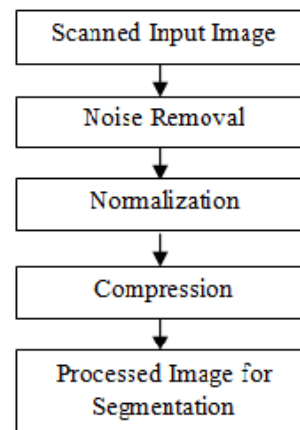 Scanned Input Image
Noise Removal
Normalization
Compression
Processed Image for
Segmentation